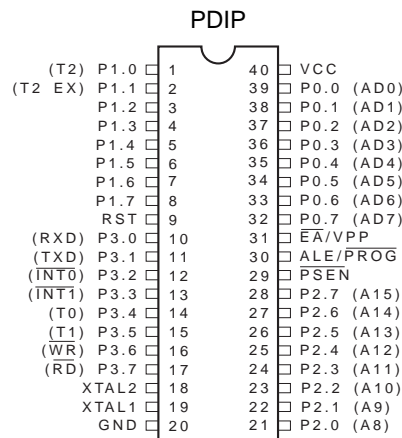 PDIP
(T2) P1.0 1 40 VCC
(T2 EX) P1.1 2 39 P0.0 (AD0)
P1.2 3 38 P0.1 (AD1)
P1.3 4 37 P0.2 (AD2)
P1.4 5 36 P0.3 (AD3)
P1.5 6 35 P0.4 (AD4)
P1.6 7 34 P0.5 (AD5)
P1.7 8 33 P0.6 (AD6)
RST 9 32 P0.7 (AD7)
(RXD) P3.0 10 31 E̅A̅/VPP
(TXD) P3.1 11 30 ALE/P̅R̅O̅G̅
(I̅N̅T̅0̅) P3.2 12 29 P̅S̅E̅N̅
(I̅N̅T̅1̅) P3.3 13 28 P2.7 (A15)
(T0) P3.4 14 27 P2.6 (A14)
(T1) P3.5 15 26 P2.5 (A13)
(W̅R̅) P3.6 16 25 P2.4 (A12)
(R̅D̅) P3.7 17 24 P2.3 (A11)
XTAL2 18 23 P2.2 (A10)
XTAL1 19 22 P2.1 (A9)
GND 20 21 P2.0 (A8)